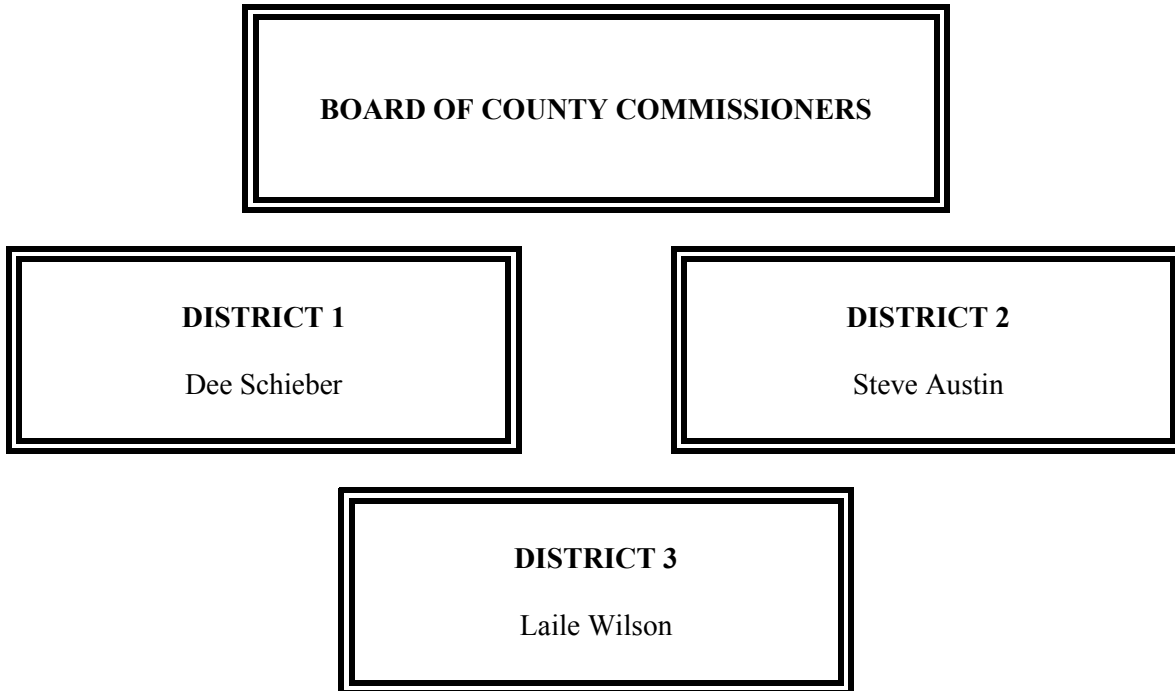 BOARD OF COUNTY COMMISSIONERS
DISTRICT 1
Dee Schieber
DISTRICT 2
Steve Austin
DISTRICT 3
Laile Wilson